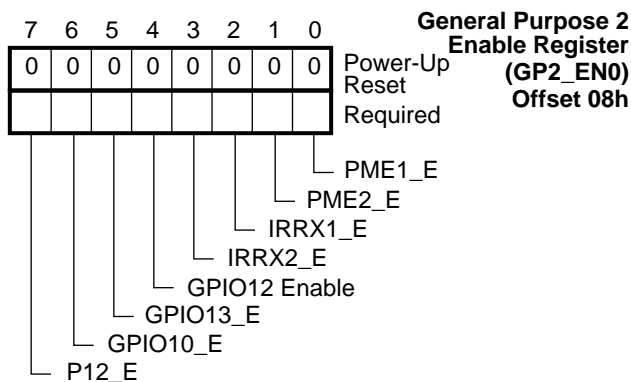 7 6 5 4 3 2 1 0
General Purpose 2
Enable Register
(GP2_EN0)
Offset 08h
0 0 0 0 0 0 0 0
Power-Up
Reset
Required
PME1_E
PME2_E
IRRX1_E
IRRX2_E
GPIO12 Enable
GPIO13_E
GPIO10_E
P12_E